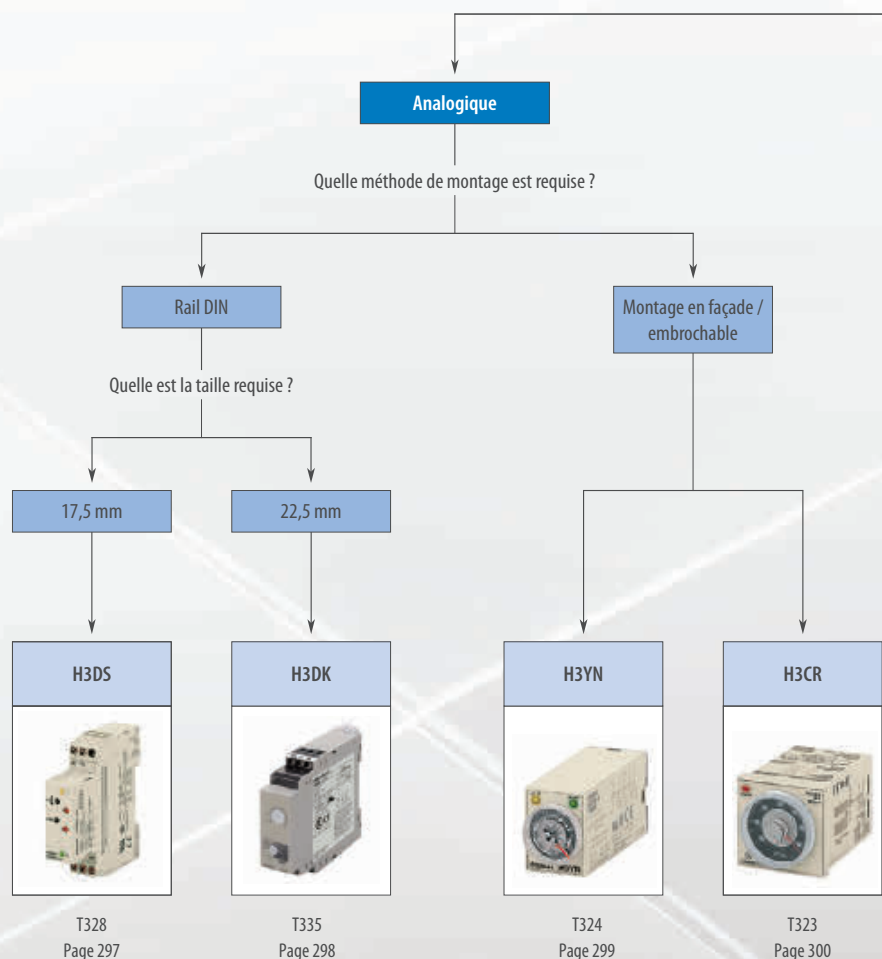 Analogique
Quelle méthode de montage est requise ?
Rail DIN
Montage en façade /
embrochable
Quelle est la taille requise ?
17,5 mm
22,5 mm
H3DS
H3DK
H3YN
H3CR
T328
Page 297
T335
Page 298
T324
Page 299
T323
Page 300